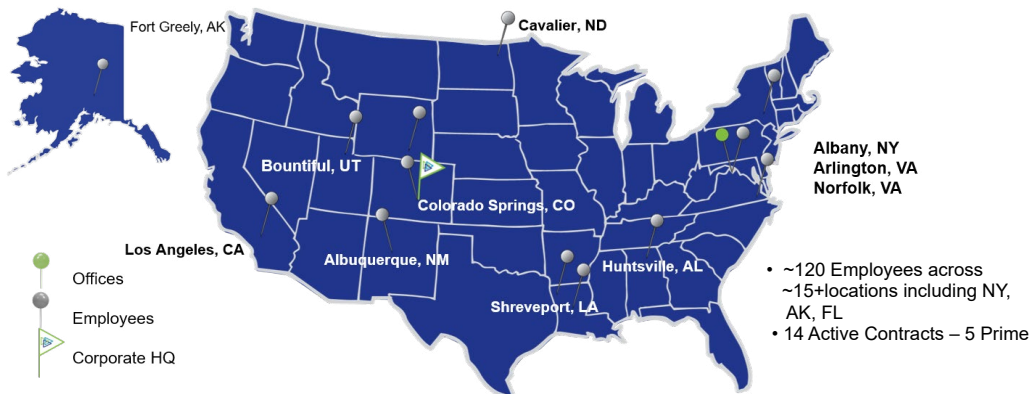 Fort Greely, AK
Cavalier, ND
Bountiful, UT
Colorado Springs, CO
Albany, NY
Arlington, VA
Norfolk, VA
Los Angeles, CA
Albuquerque, NM
Huntsville, AL
Shreveport, LA
Offices
Employees
Corporate HQ
• ~120 Employees across
~15+locations including NY,
AK, FL
• 14 Active Contracts – 5 Prime